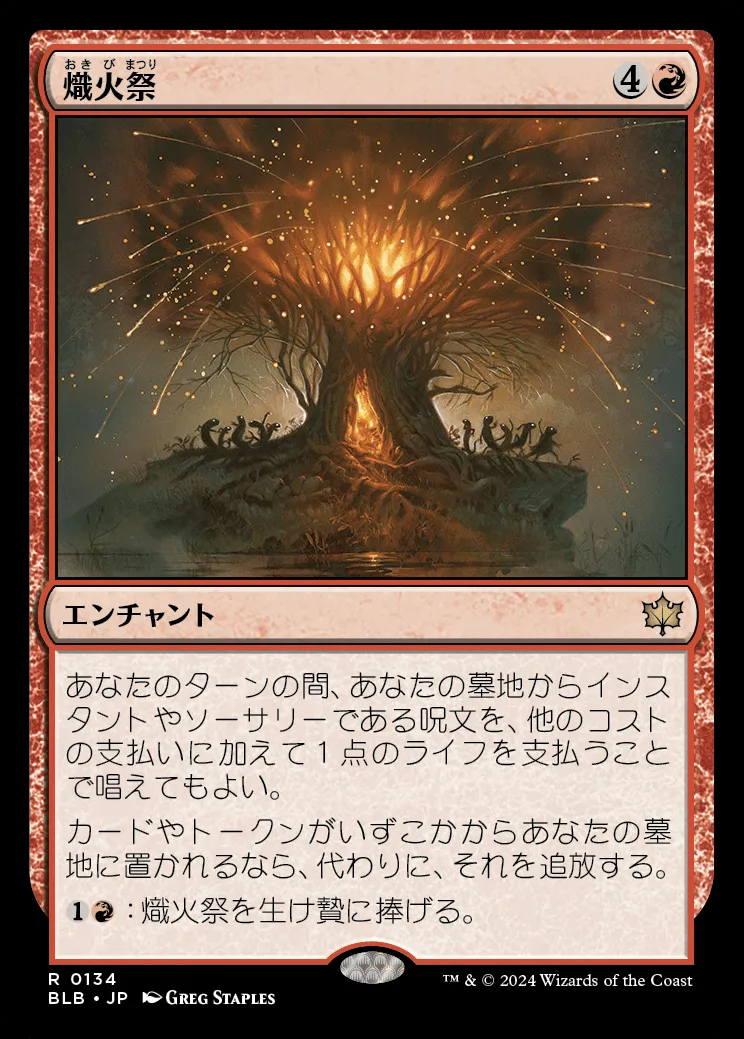 おきびまつり
熾火祭
4
エンチャント
あなたのターンの間、あなたの墓地からインス
タントやソーサリーである呪文を、他のコスト
の支払いに加えて1点のライフを支払うこと
で唱えてもよい。
カードやトークンがいずこかからあなたの墓
地に置かれるなら、代わりに、それを追放する。
1：熾火祭を生け贄に捧げる。
R 0134
™ & © 2024 Wizards of the Coast
BLB • JP Greg Staples